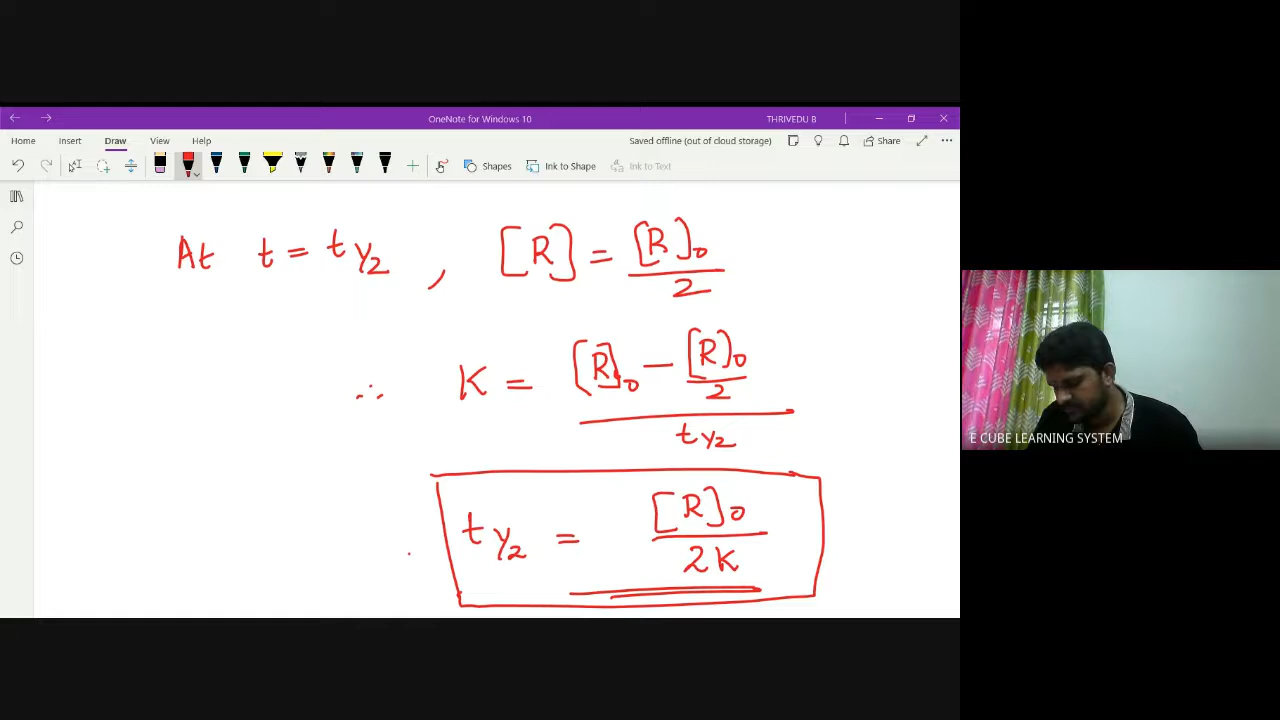 OneNote for Windows 10
THRIVEDU B
Home Insert Draw View Help
Saved offline (out of cloud storage)
Share
Shapes
Ink to Shape
Ink to Text
At t = t1/2 , [R] = [R]0/2
∴ K = ([R]0 − [R]0/2) / t1/2
t1/2 = [R]0 / 2K
E CUBE LEARNING SYSTEM